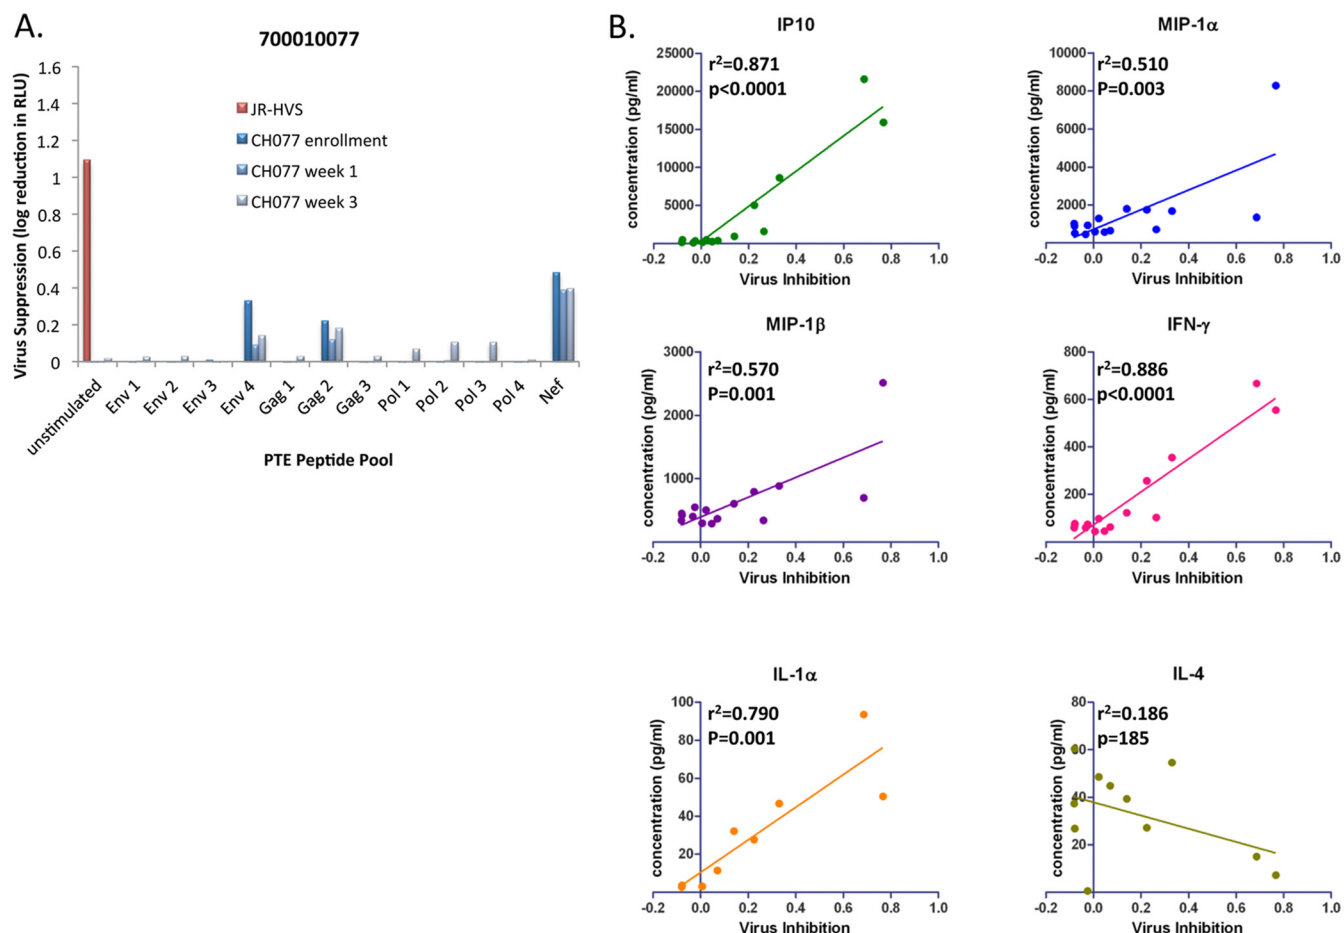 A.
700010077
Virus Suppression (log reduction in RLU)
1.6
1.4
1.2
1
0.8
0.6
0.4
0.2
0
JR-HVS
CH077 enrollment
CH077 week 1
CH077 week 3
unstimulated
Env 1
Env 2
Env 3
Env 4
Gag 1
Gag 2
Gag 3
Pol 1
Pol 2
Pol 3
Pol 4
Nef
PTE Peptide Pool
B.
IP10
r²=0.871
p<0.0001
concentration (pg/ml)
25000
20000
15000
10000
5000
-0.2 0.0 0.2 0.4 0.6 0.8 1.0
Virus Inhibition
MIP-1α
r²=0.510
P=0.003
concentration (pg/ml)
10000
8000
6000
4000
2000
-0.2 0.0 0.2 0.4 0.6 0.8 1.0
Virus Inhibition
MIP-1β
r²=0.570
P=0.001
concentration (pg/ml)
3000
2000
1000
-0.2 0.0 0.2 0.4 0.6 0.8 1.0
Virus Inhibition
IFN-γ
r²=0.886
p<0.0001
concentration (pg/ml)
800
600
400
200
-0.2 0.0 0.2 0.4 0.6 0.8 1.0
Virus Inhibition
IL-1α
r²=0.790
P=0.001
concentration (pg/ml)
100
80
60
40
20
-0.2 0.0 0.2 0.4 0.6 0.8 1.0
Virus Inhibition
IL-4
r²=0.186
p=185
concentration (pg/ml)
80
60
40
20
-0.2 0.0 0.2 0.4 0.6 0.8 1.0
Virus Inhibition